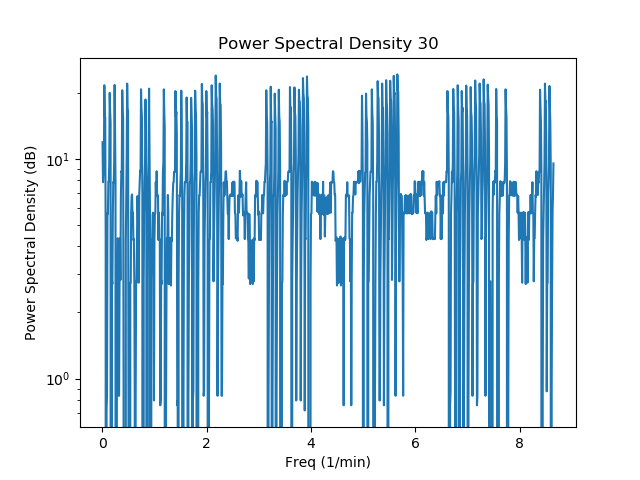 Power Spectral Density 30
Power Spectral Density (dB)
10¹
10⁰
0 2 4 6 8
Freq (1/min)